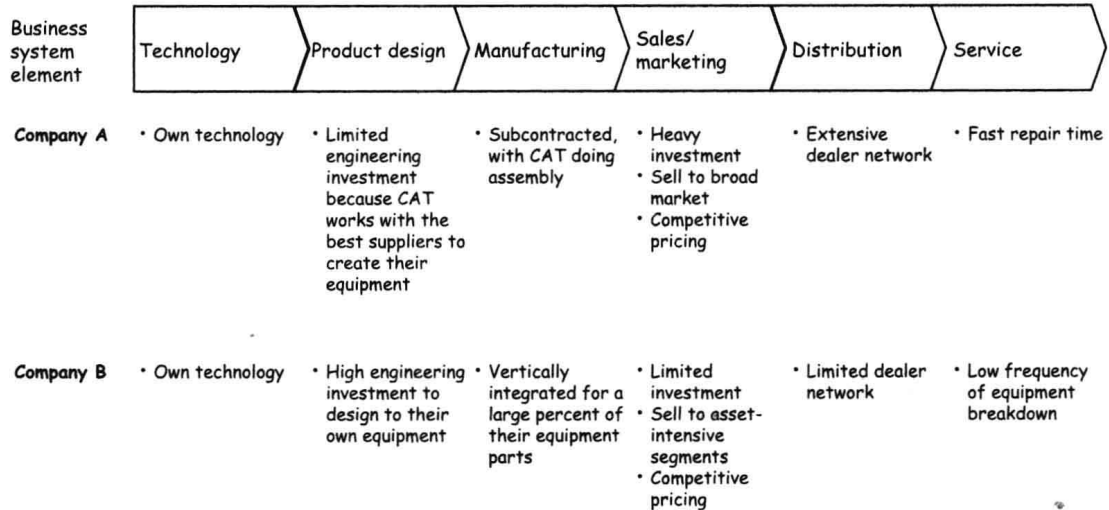 Business
system
element
Technology
Product design
Manufacturing
Sales/
marketing
Distribution
Service
Company A
• Own technology
• Limited
engineering
investment
because CAT
works with the
best suppliers to
create their
equipment
• Subcontracted,
with CAT doing
assembly
• Heavy
investment
• Sell to broad
market
• Competitive
pricing
• Extensive
dealer network
• Fast repair time
Company B
• Own technology
• High engineering
investment to
design to their
own equipment
• Vertically
integrated for a
large percent of
their equipment
parts
• Limited
investment
• Sell to asset-
intensive
segments
• Competitive
pricing
• Limited dealer
network
• Low frequency
of equipment
breakdown